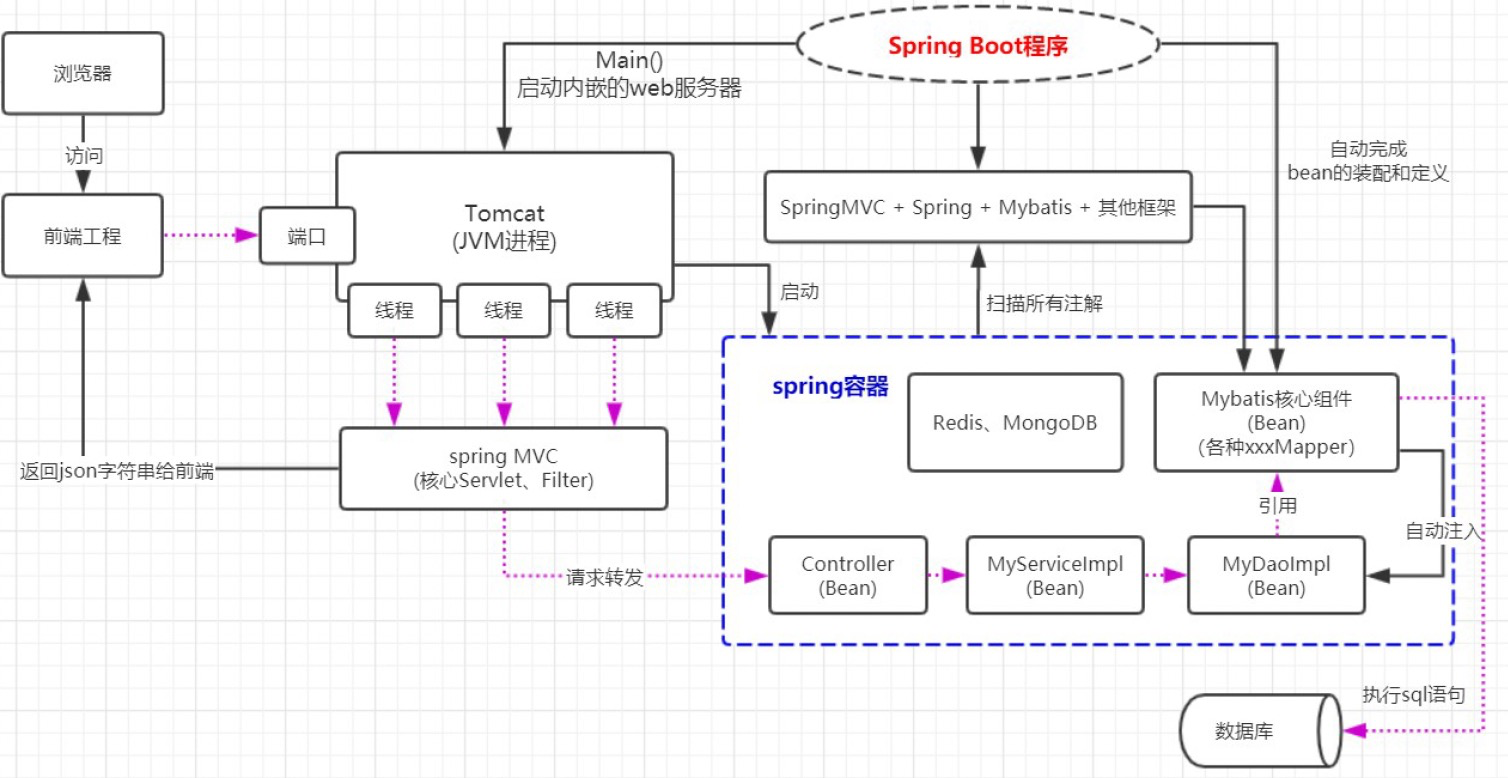 Spring Boot程序
浏览器
Main()
启动内嵌的web服务器
访问
自动完成
bean的装配和定义
前端工程
端口
Tomcat
(JVM进程)
SpringMVC + Spring + Mybatis + 其他框架
线程
线程
线程
启动
扫描所有注解
spring容器
Redis、MongoDB
Mybatis核心组件
(Bean)
(各种xxxMapper)
返回json字符串给前端
spring MVC
(核心Servlet、Filter)
引用
自动注入
请求转发
Controller
(Bean)
MyServiceImpl
(Bean)
MyDaoImpl
(Bean)
执行sql语句
数据库